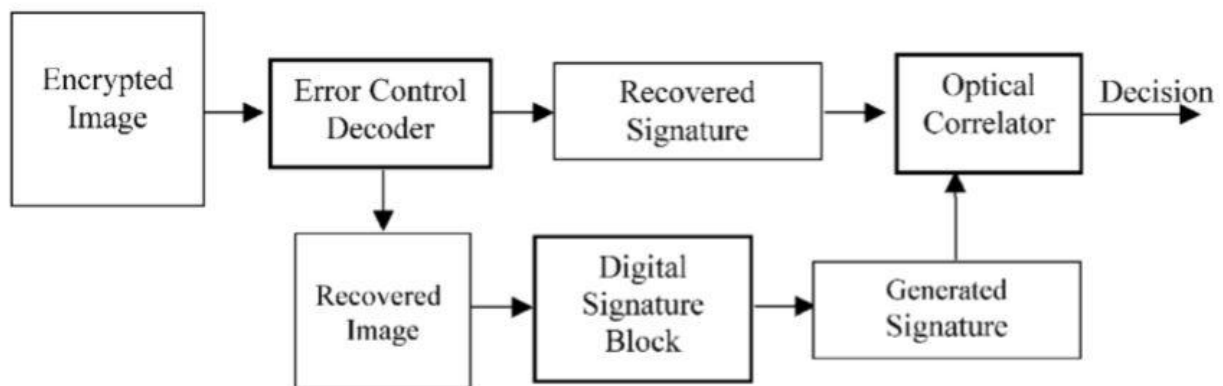 Encrypted
Image
Error Control
Decoder
Recovered
Signature
Optical
Correlator
Decision
Recovered
Image
Digital
Signature
Block
Generated
Signature